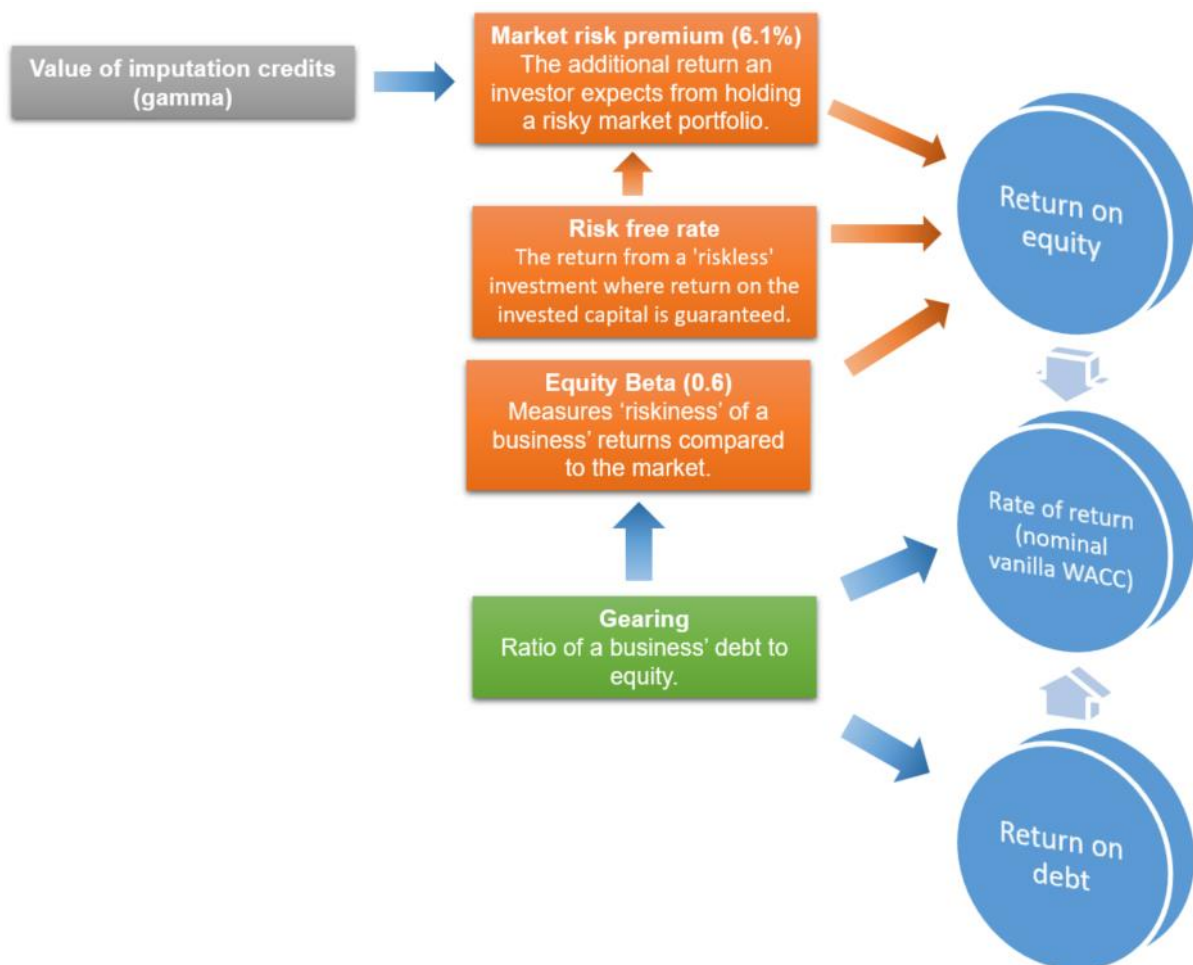 Value of imputation credits
(gamma)
Market risk premium (6.1%)
The additional return an
investor expects from holding
a risky market portfolio.
Risk free rate
The return from a 'riskless'
investment where return on the
invested capital is guaranteed.
Equity Beta (0.6)
Measures ‘riskiness’ of a
business’ returns compared
to the market.
Gearing
Ratio of a business’ debt to
equity.
Return on
equity
Rate of return
(nominal
vanilla WACC)
Return on
debt